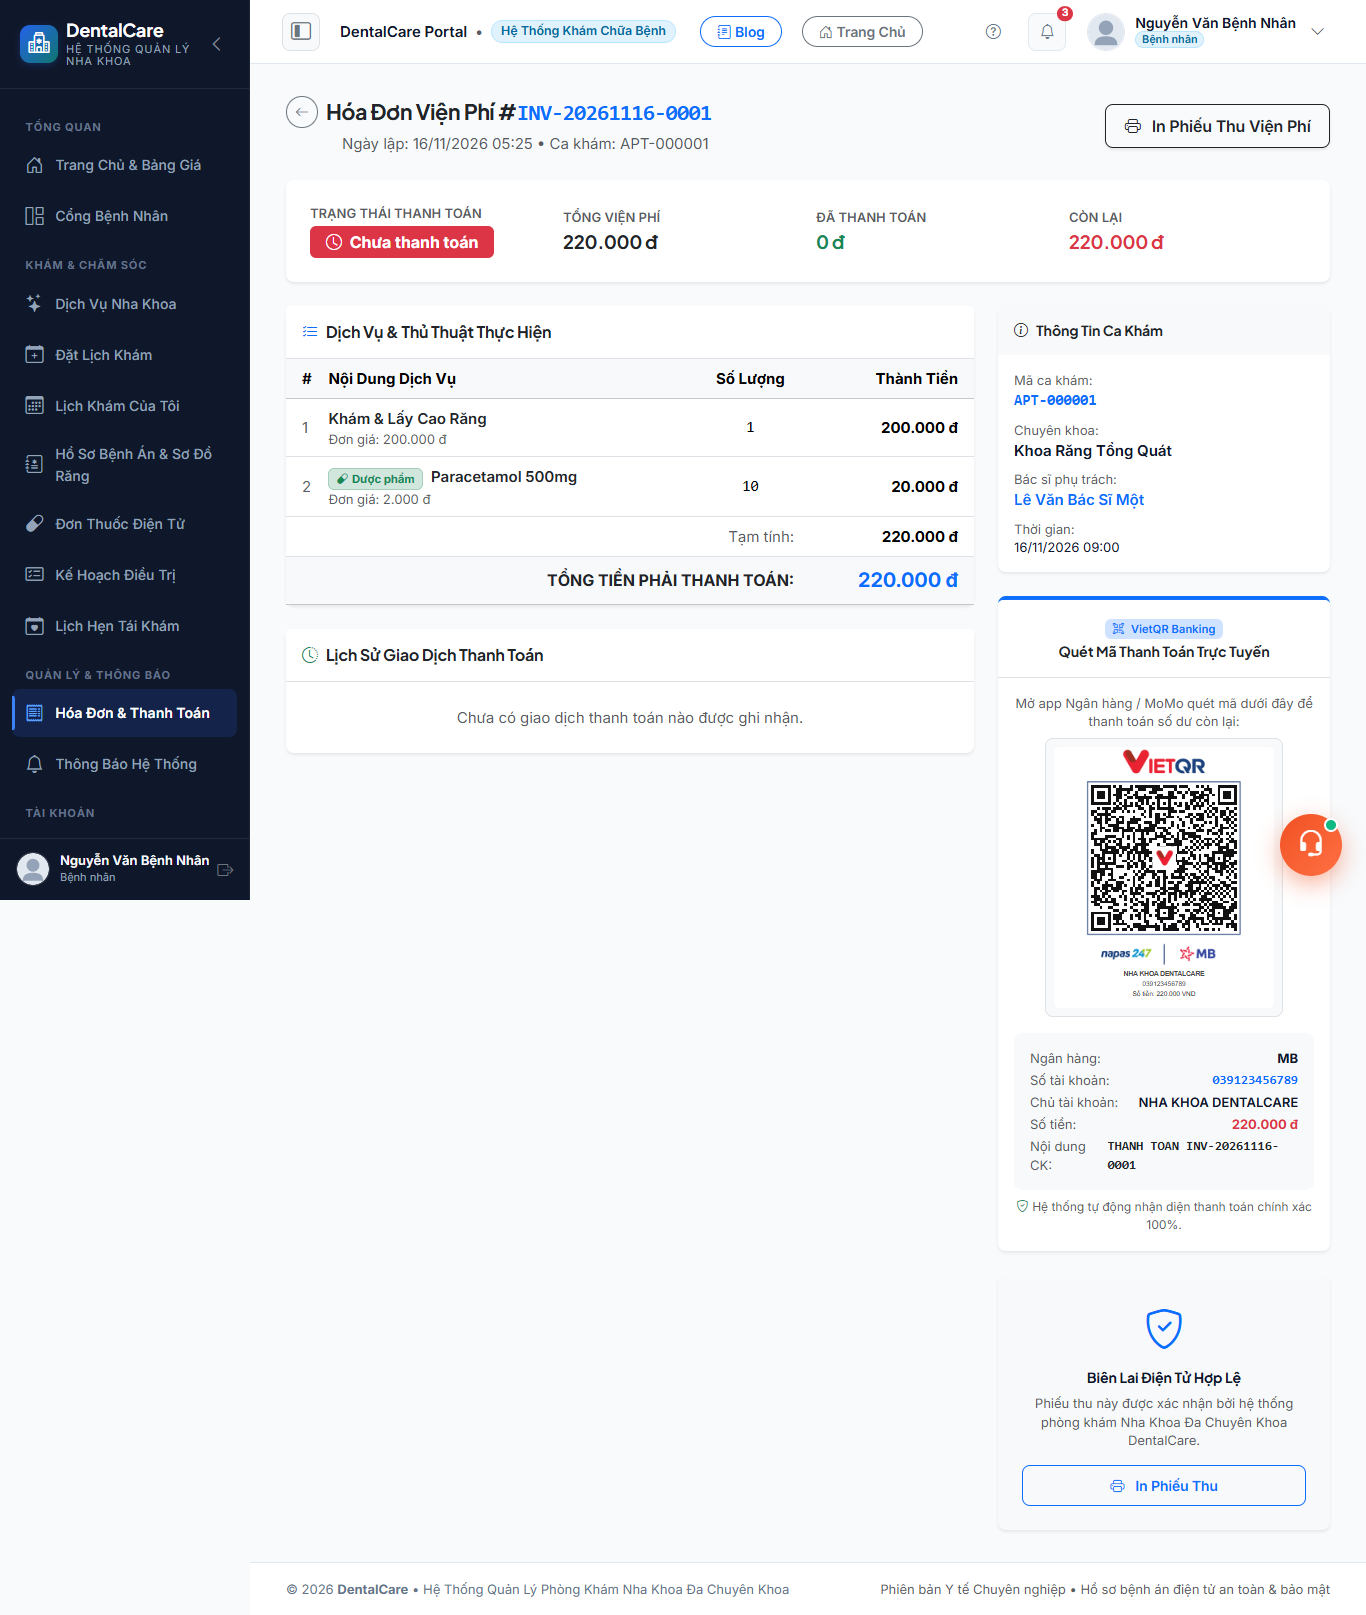 DentalCare
HỆ THỐNG QUẢN LÝ
NHA KHOA
TỔNG QUAN
Trang Chủ & Bảng Giá
Cổng Bệnh Nhân
KHÁM & CHĂM SÓC
Dịch Vụ Nha Khoa
Đặt Lịch Khám
Lịch Khám Của Tôi
Hồ Sơ Bệnh Án & Sơ Đồ
Răng
Đơn Thuốc Điện Tử
Kế Hoạch Điều Trị
Lịch Hẹn Tái Khám
QUẢN LÝ & THÔNG BÁO
Hóa Đơn & Thanh Toán
Thông Báo Hệ Thống
TÀI KHOẢN
Nguyễn Văn Bệnh Nhân
Bệnh nhân
DentalCare Portal • Hệ Thống Khám Chữa Bệnh
Blog
Trang Chủ
3
Nguyễn Văn Bệnh Nhân
Bệnh nhân
Hóa Đơn Viện Phí #INV-20261116-0001
Ngày lập: 16/11/2026 05:25 • Ca khám: APT-000001
In Phiếu Thu Viện Phí
TRẠNG THÁI THANH TOÁN
Chưa thanh toán
TỔNG VIỆN PHÍ
220.000 đ
ĐÃ THANH TOÁN
0 đ
CÒN LẠI
220.000 đ
Dịch Vụ & Thủ Thuật Thực Hiện
# Nội Dung Dịch Vụ Số Lượng Thành Tiền
1 Khám & Lấy Cao Răng 1 200.000 đ
Đơn giá: 200.000 đ
2 Dược phẩm Paracetamol 500mg 10 20.000 đ
Đơn giá: 2.000 đ
Tạm tính: 220.000 đ
TỔNG TIỀN PHẢI THANH TOÁN: 220.000 đ
Lịch Sử Giao Dịch Thanh Toán
Chưa có giao dịch thanh toán nào được ghi nhận.
Thông Tin Ca Khám
Mã ca khám:
APT-000001
Chuyên khoa:
Khoa Răng Tổng Quát
Bác sĩ phụ trách:
Lê Văn Bác Sĩ Một
Thời gian:
16/11/2026 09:00
VietQR Banking
Quét Mã Thanh Toán Trực Tuyến
Mở app Ngân hàng / MoMo quét mã dưới đây để
thanh toán số dư còn lại:
VIETQR
napas 247 | MB
NHA KHOA DENTALCARE
039123456789
Số tiền: 220.000 VND
Ngân hàng: MB
Số tài khoản: 039123456789
Chủ tài khoản: NHA KHOA DENTALCARE
Số tiền: 220.000 đ
Nội dung CK: THANH TOAN INV-20261116-
0001
Hệ thống tự động nhận diện thanh toán chính xác
100%.
Biên Lai Điện Tử Hợp Lệ
Phiếu thu này được xác nhận bởi hệ thống
phòng khám Nha Khoa Đa Chuyên Khoa
DentalCare.
In Phiếu Thu
© 2026 DentalCare • Hệ Thống Quản Lý Phòng Khám Nha Khoa Đa Chuyên Khoa
Phiên bản Y tế Chuyên nghiệp • Hồ sơ bệnh án điện tử an toàn & bảo mật